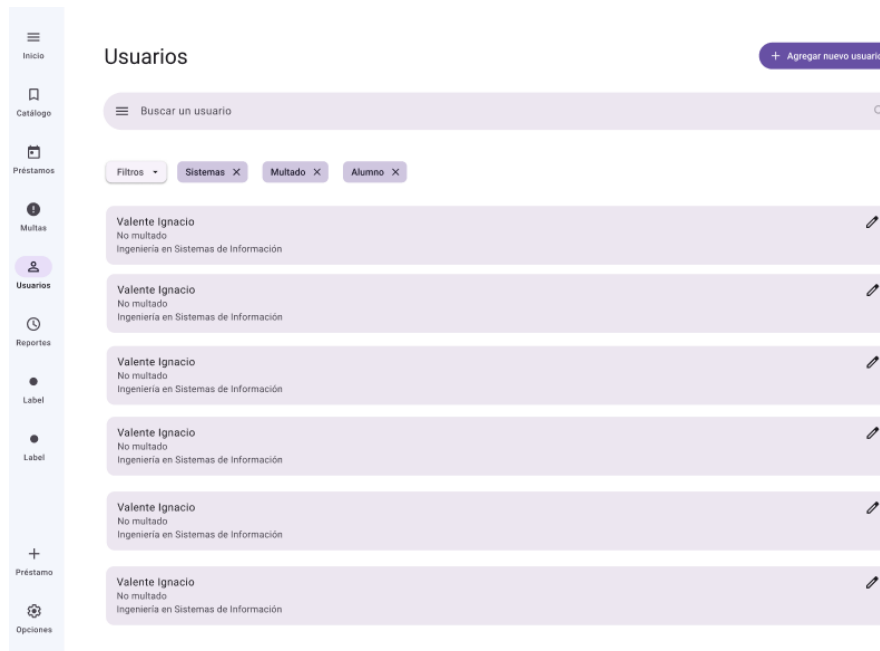 Inicio
Catálogo
Préstamos
Multas
Usuarios
Reportes
Label
Label
Préstamo
Opciones
Usuarios
+ Agregar nuevo usuario
Buscar un usuario
Filtros
Sistemas
Multado
Alumno
Valente Ignacio
No multado
Ingeniería en Sistemas de Información
Valente Ignacio
No multado
Ingeniería en Sistemas de Información
Valente Ignacio
No multado
Ingeniería en Sistemas de Información
Valente Ignacio
No multado
Ingeniería en Sistemas de Información
Valente Ignacio
No multado
Ingeniería en Sistemas de Información
Valente Ignacio
No multado
Ingeniería en Sistemas de Información